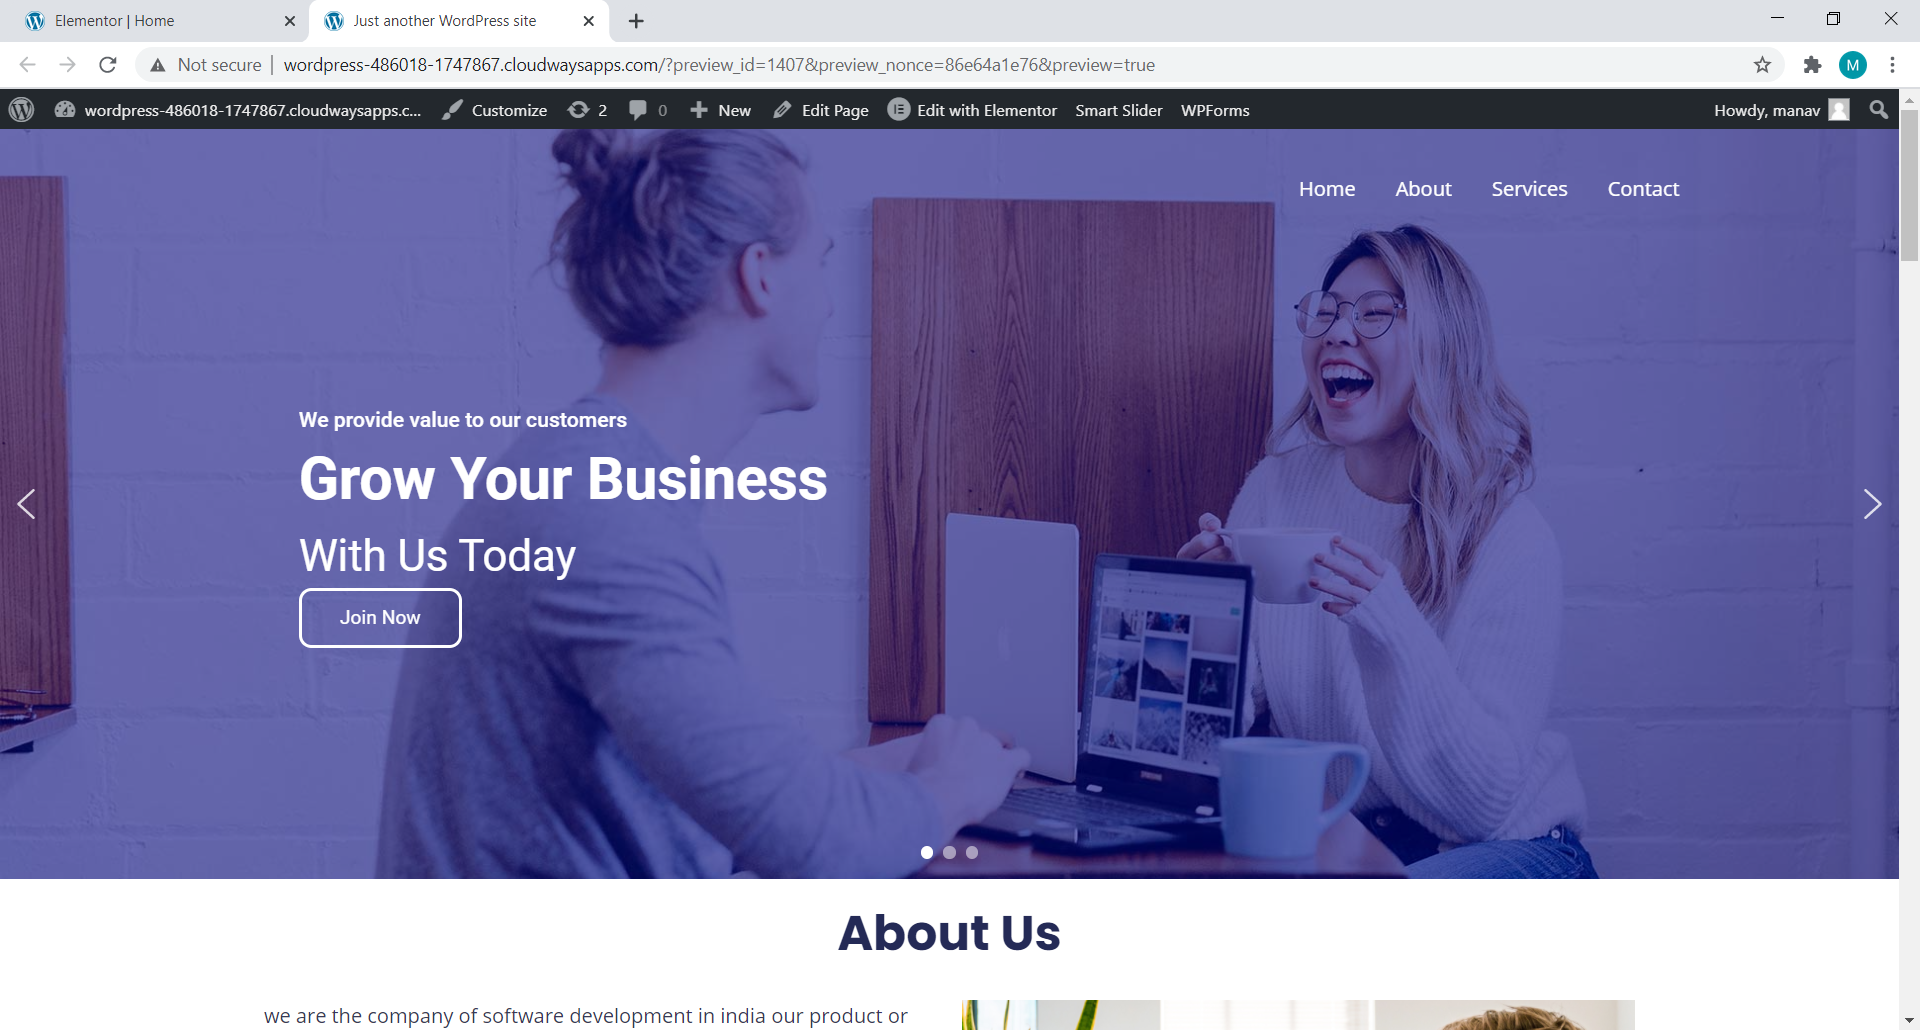 Elementor | Home
Just another WordPress site
Not secure
wordpress-486018-1747867.cloudwaysapps.com/?preview_id=1407&preview_nonce=86e64a1e76&preview=true
M
wordpress-486018-1747867.cloudwaysapps.c...
Customize
2
0
New
Edit Page
Edit with Elementor
Smart Slider
WPForms
Howdy, manav
Home
About
Services
Contact
We provide value to our customers
Grow Your Business
With Us Today
Join Now
About Us
we are the company of software development in india our product or